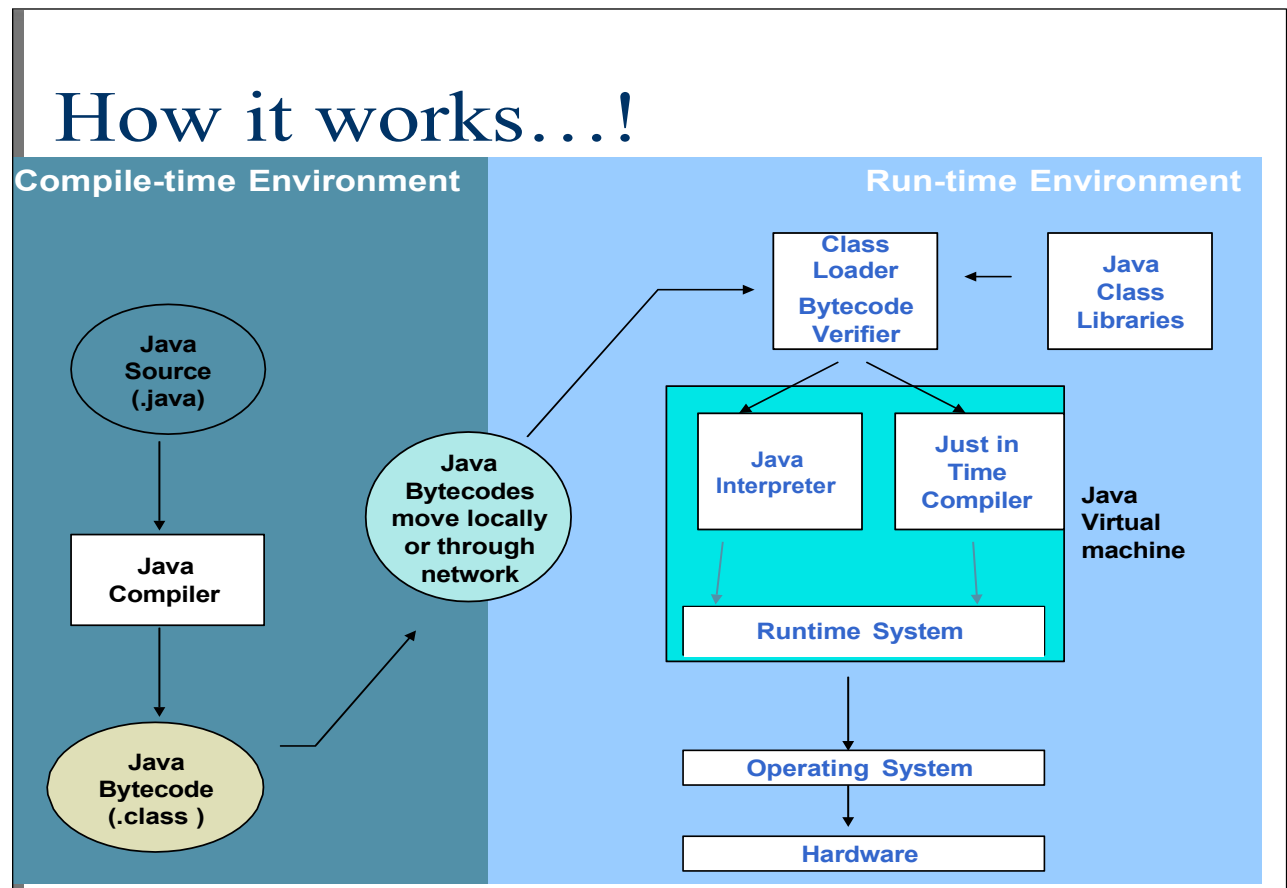 How it works…!
Compile-time Environment
Run-time Environment
Java
Source
(.java)
Java
Compiler
Java
Bytecode
(.class )
Java
Bytecodes
move locally
or through
network
Class
Loader
Bytecode
Verifier
Java
Class
Libraries
Java
Interpreter
Just in
Time
Compiler
Java
Virtual
machine
Runtime System
Operating System
Hardware